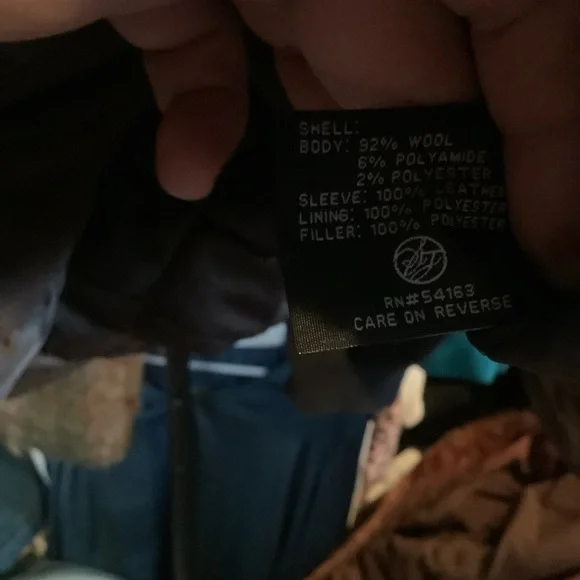 SHELL:
BODY: 92% WOOL
6% POLYAMIDE
2% POLYESTER
SLEEVE: 100% LEATHER
LINING: 100% POLYESTER
FILLER: 100% POLYESTER
RN#54163
CARE ON REVERSE